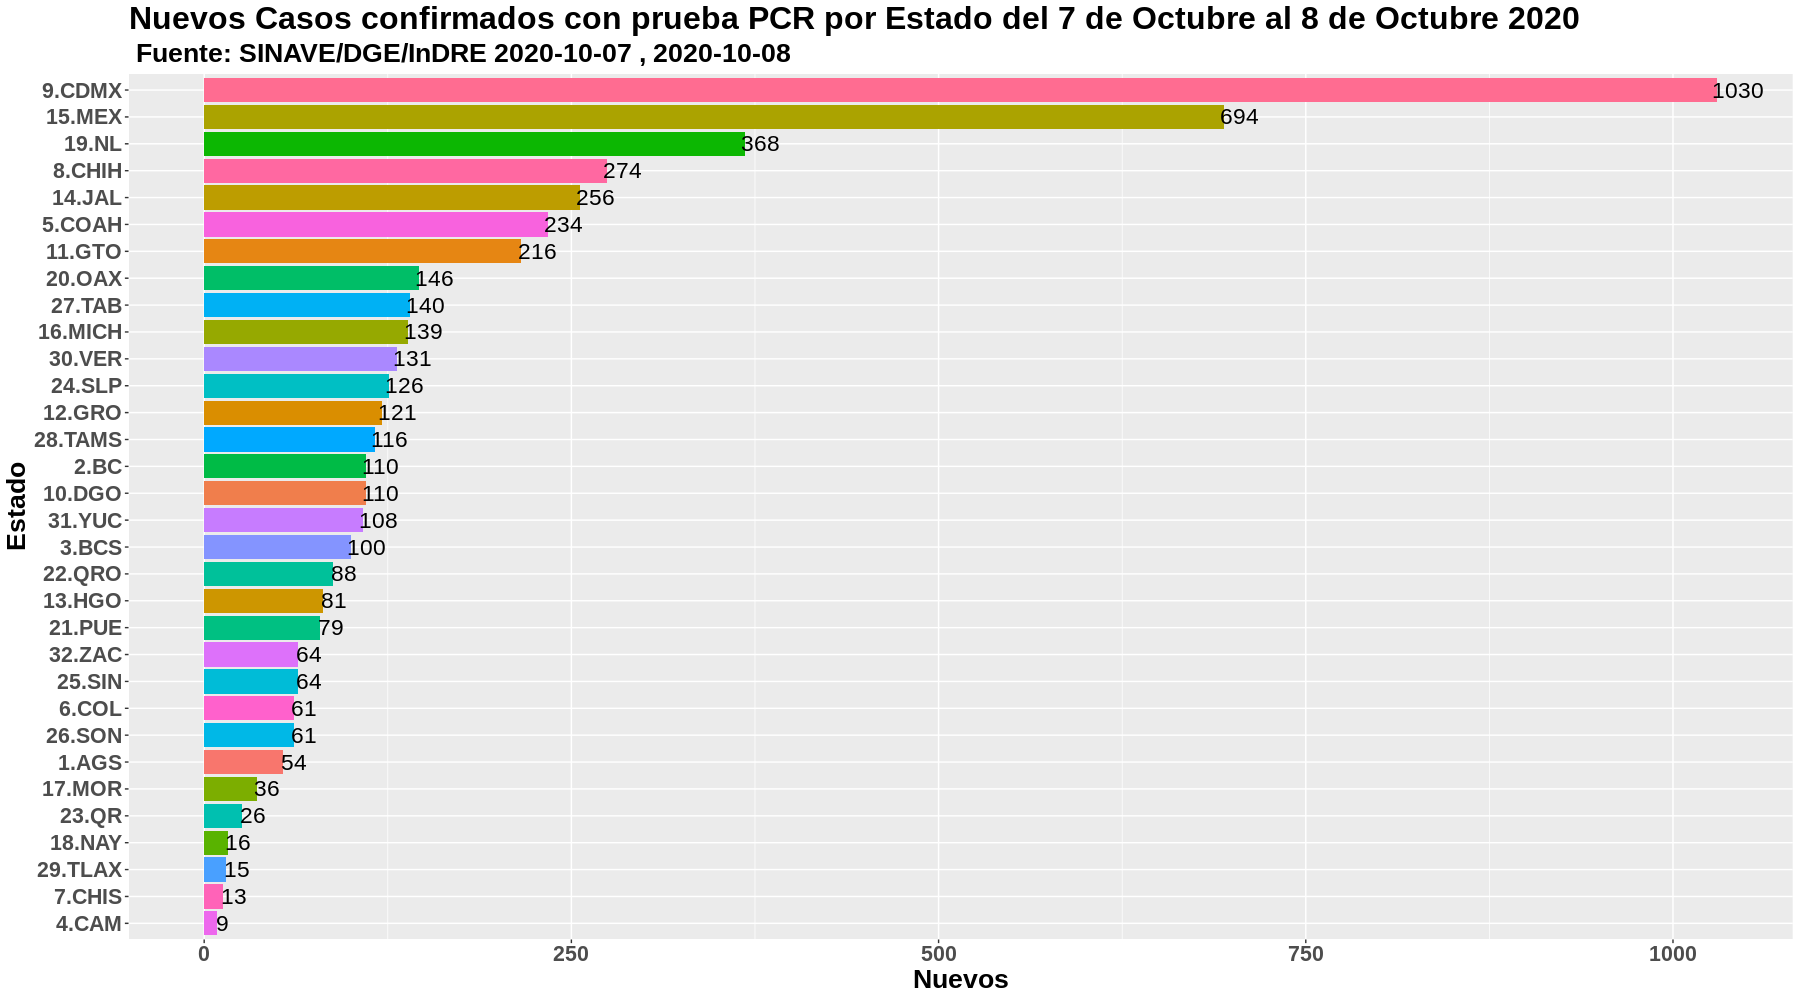 Nuevos Casos confirmados con prueba PCR por Estado del 7 de Octubre al 8 de Octubre 2020
Fuente: SINAVE/DGE/InDRE 2020-10-07 , 2020-10-08
Estado
9.CDMX 1030
15.MEX 694
19.NL 368
8.CHIH 274
14.JAL 256
5.COAH 234
11.GTO 216
20.OAX 146
27.TAB 140
16.MICH 139
30.VER 131
24.SLP 126
12.GRO 121
28.TAMS 116
2.BC 110
10.DGO 110
31.YUC 108
3.BCS 100
22.QRO 88
13.HGO 81
21.PUE 79
32.ZAC 64
25.SIN 64
6.COL 61
26.SON 61
1.AGS 54
17.MOR 36
23.QR 26
18.NAY 16
29.TLAX 15
7.CHIS 13
4.CAM 9
0 250 500 750 1000
Nuevos